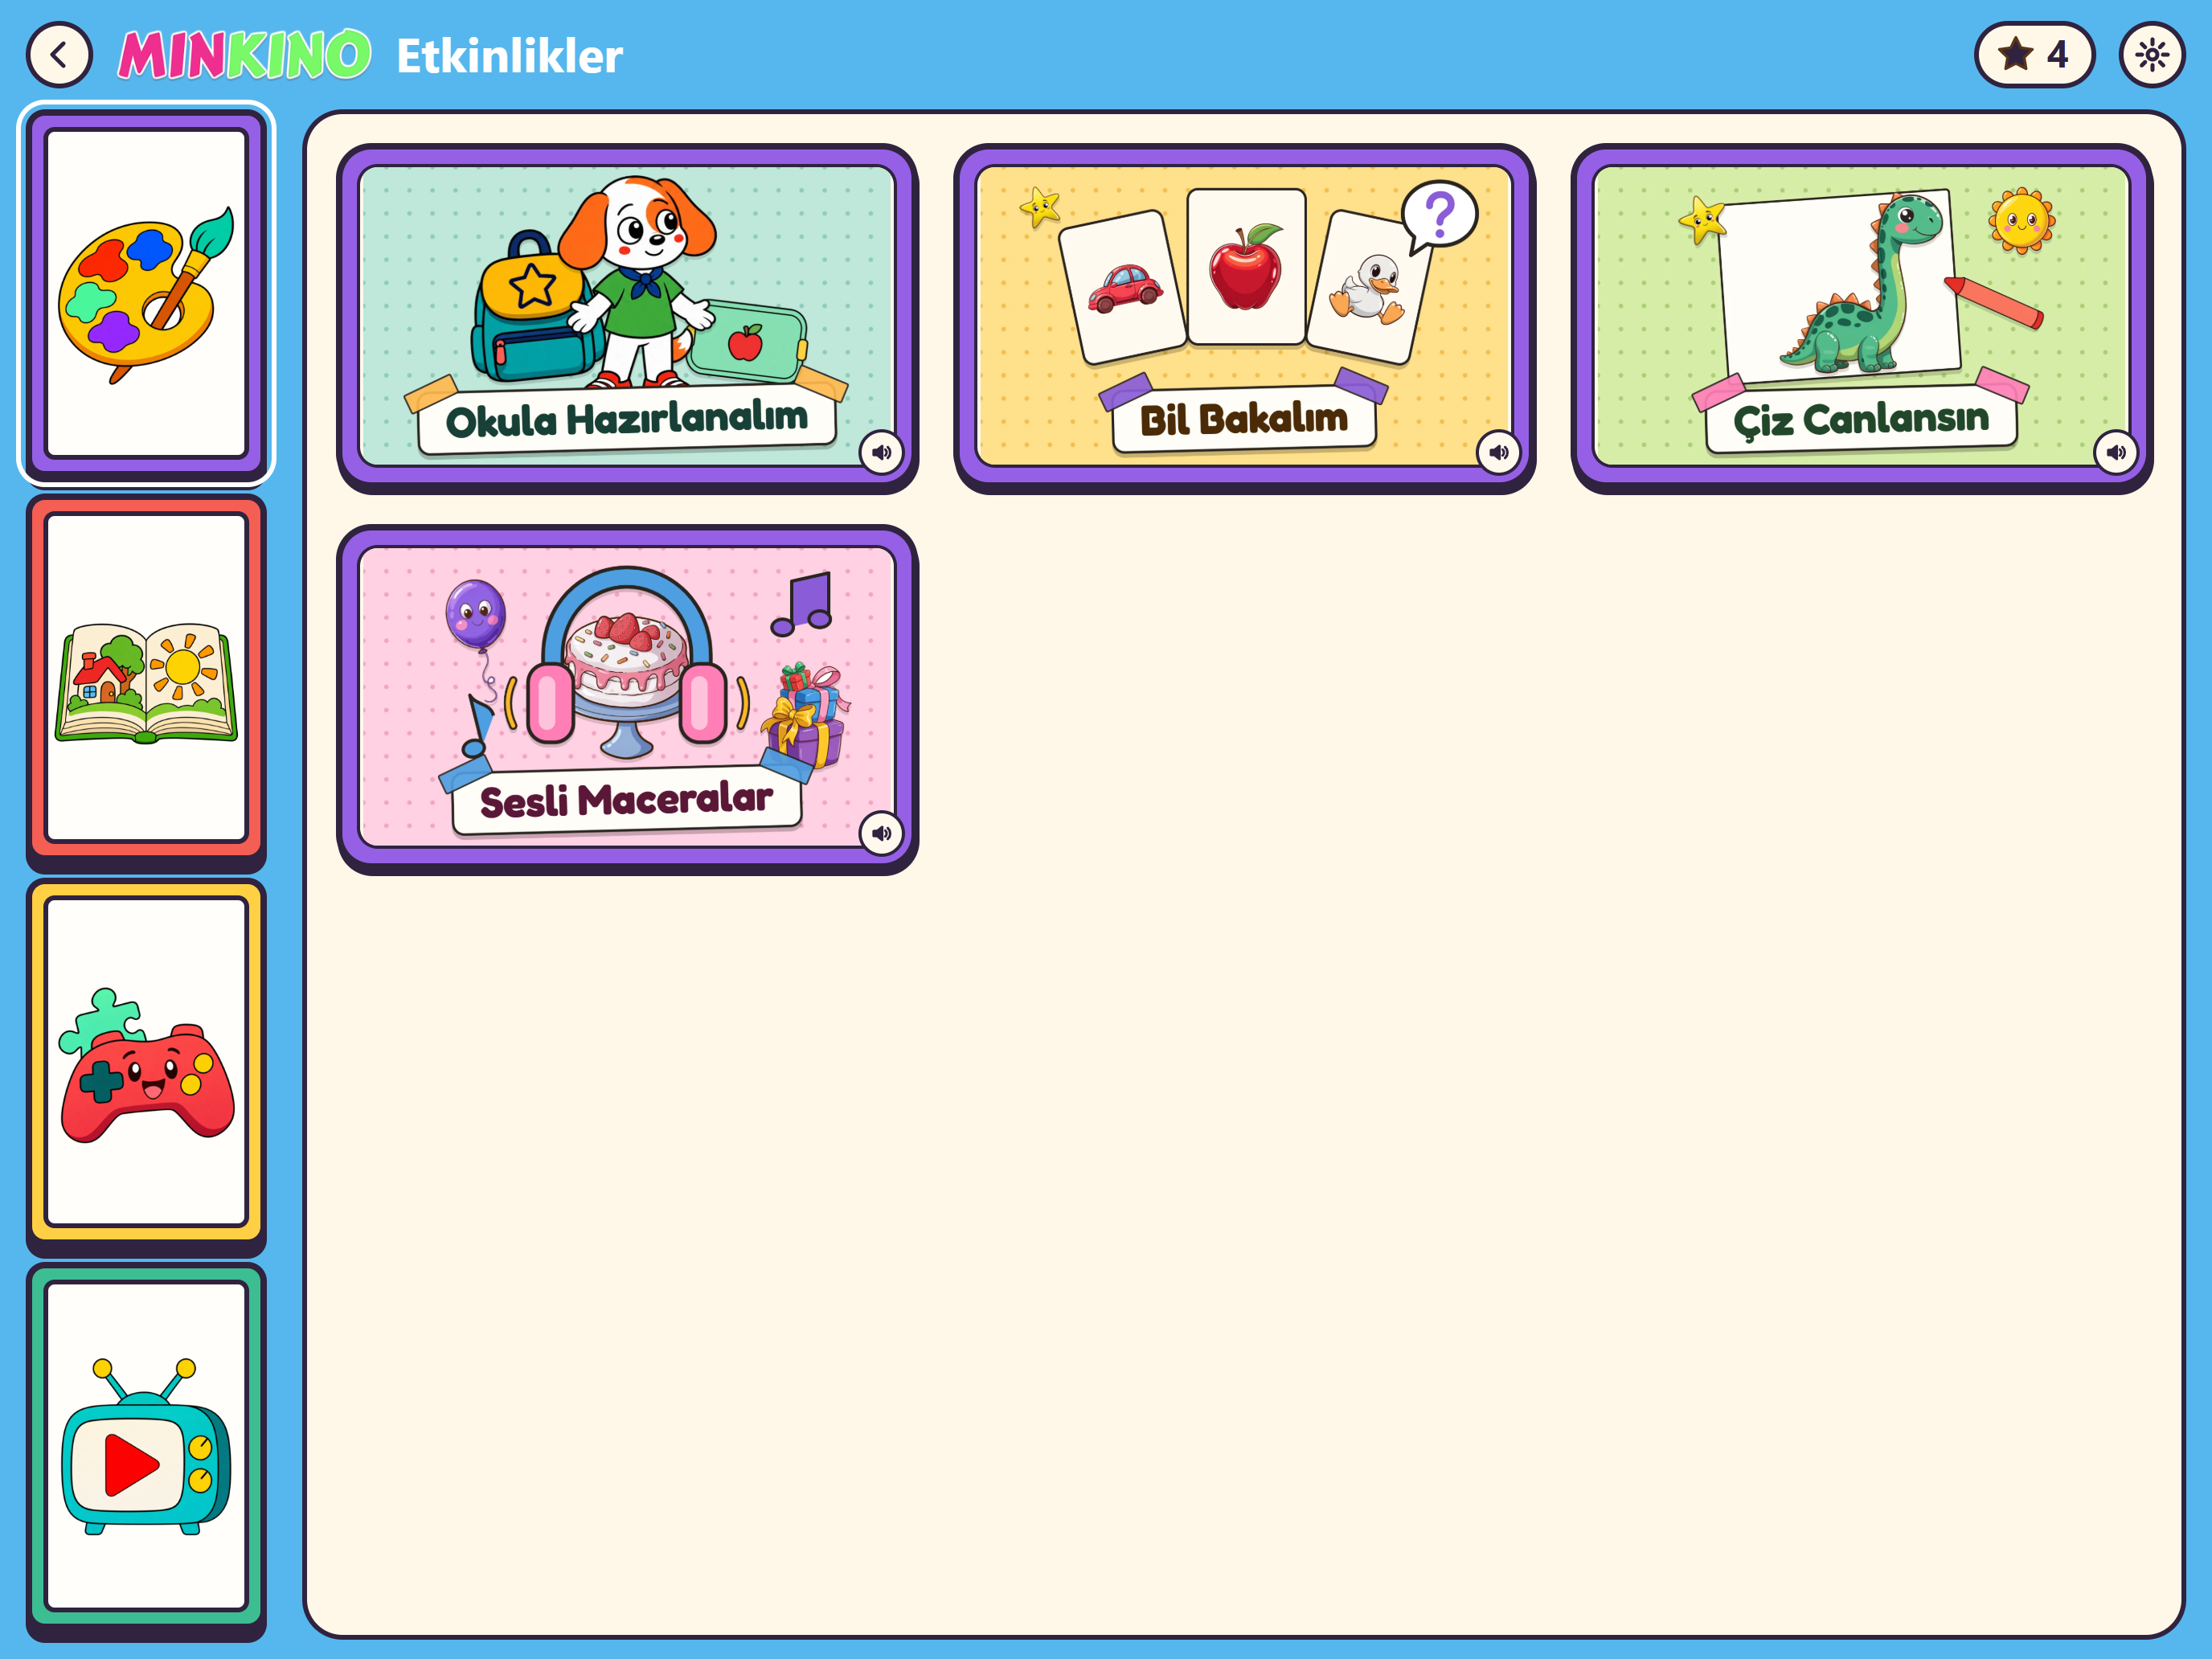 MINKINO Etkinlikler
4
Okula Hazırlanalım
Bil Bakalım
?
Çiz Canlansın
Sesli Maceralar